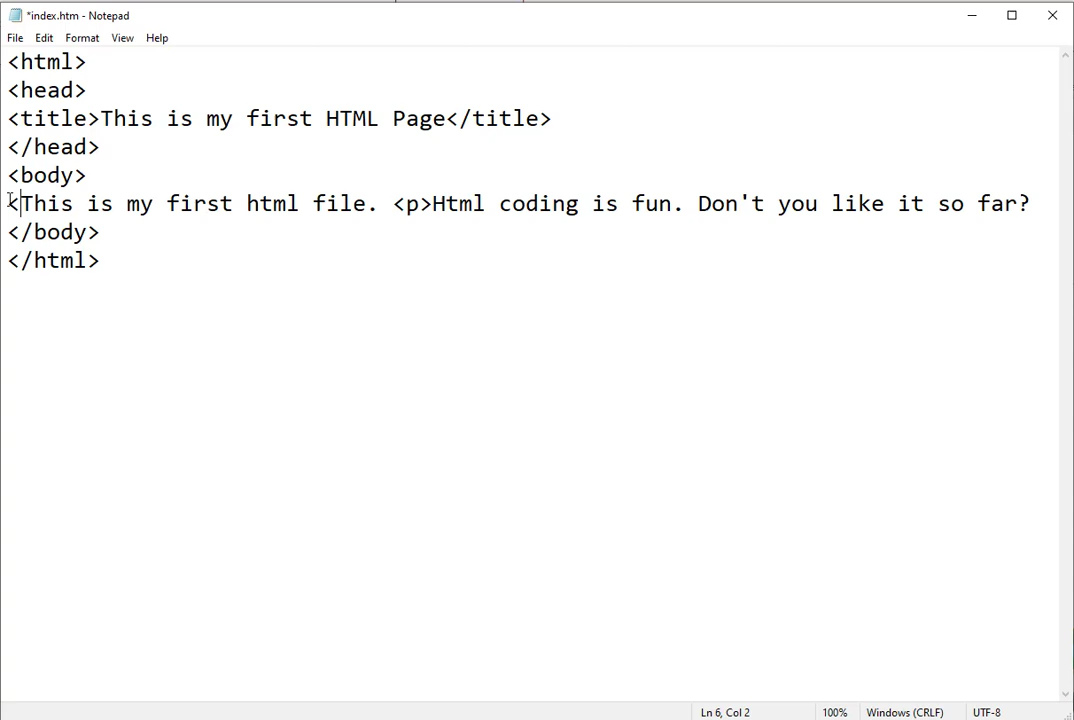 *index.htm - Notepad
File Edit Format View Help
<html>
<head>
<title>This is my first HTML Page</title>
</head>
<body>
<This is my first html file. <p>Html coding is fun. Don't you like it so far?
</body>
</html>
Ln 6, Col 2 100% Windows (CRLF) UTF-8